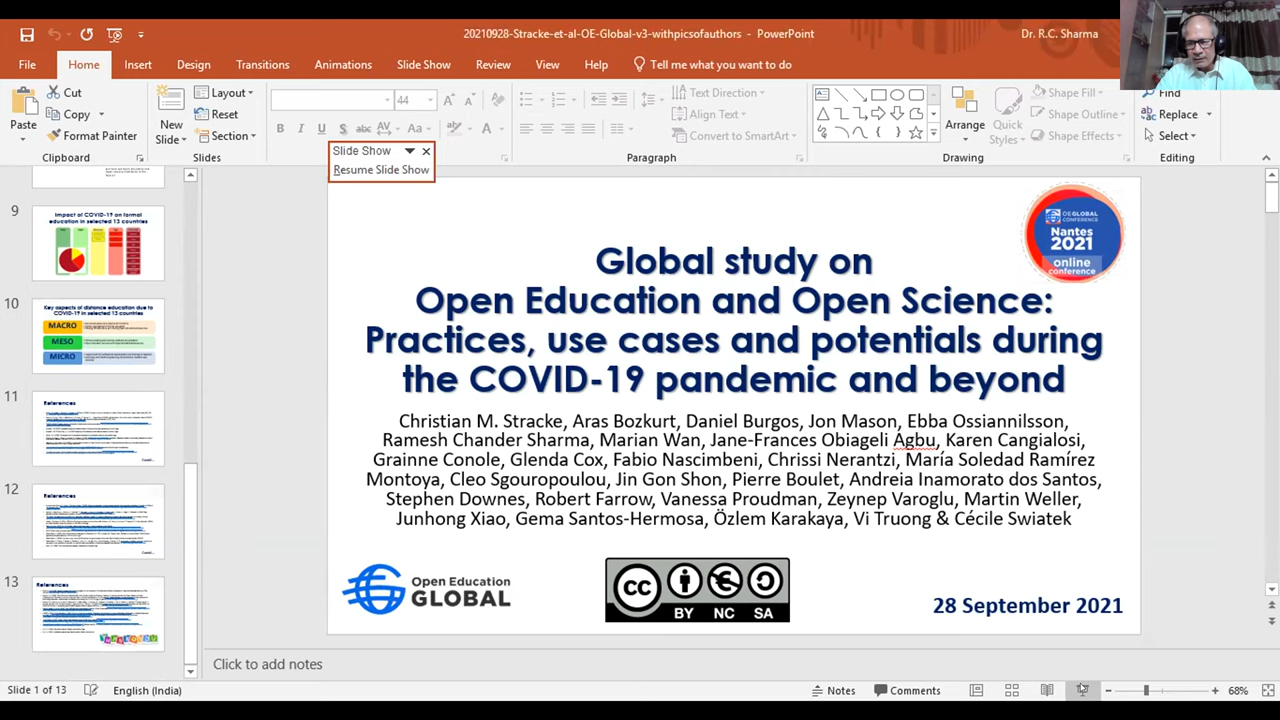 20210928-Stracke-et-al-OE-Global-v3-withpicsofauthors - PowerPoint
Dr. R.C. Sharma
File Home Insert Design Transitions Animations Slide Show Review View Help Tell me what you want to do
Paste
Cut
Copy
Format Painter
Clipboard
New Slide
Layout
Reset
Section
Slides
44
B I U S abc AV Aa A
Text Direction
Align Text
Convert to SmartArt
Paragraph
Arrange
Quick Styles
Shape Fill
Shape Outline
Shape Effects
Drawing
Find
Replace
Select
Editing
Slide Show
Resume Slide Show
9
Impact of COVID-19 on formal
education in selected 13 countries
10
Key aspects of distance education due to
COVID-19 in selected 13 countries
MACRO
MESO
MICRO
11
References
12
References
13
References
THANK YOU
OE GLOBAL
CONFERENCE
Nantes
2021
online
conference
Global study on
Open Education and Open Science:
Practices, use cases and potentials during
the COVID-19 pandemic and beyond
Christian M. Stracke, Aras Bozkurt, Daniel Burgos, Jon Mason, Ebba Ossiannilsson,
Ramesh Chander Sharma, Marian Wan, Jane-Frances Obiageli Agbu, Karen Cangialosi,
Grainne Conole, Glenda Cox, Fabio Nascimbeni, Chrissi Nerantzi, María Soledad Ramírez
Montoya, Cleo Sgouropoulou, Jin Gon Shon, Pierre Boulet, Andreia Inamorato dos Santos,
Stephen Downes, Robert Farrow, Vanessa Proudman, Zeynep Varoglu, Martin Weller,
Junhong Xiao, Gema Santos-Hermosa, Özlem Karakaya, Vi Truong & Cécile Swiatek
Open Education
GLOBAL
cc
BY NC SA
28 September 2021
Click to add notes
Slide 1 of 13 English (India) Notes Comments 68%